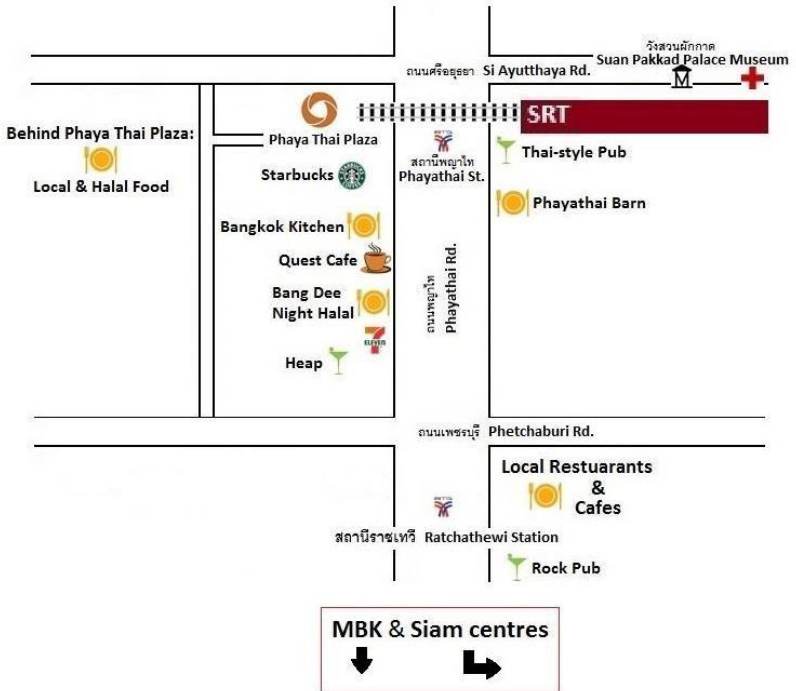 วังสวนผักกาด
Suan Pakkad Palace Museum
ถนนศรีอยุธยา Si Ayutthaya Rd.
M
SRT
Behind Phaya Thai Plaza:
Local & Halal Food
Phaya Thai Plaza
BTS
สถานีพญาไท
Phayathai St.
Thai-style Pub
Starbucks
STARBUCKS
COFFEE
Phayathai Barn
Bangkok Kitchen
Quest Cafe
ถนนพญาไท
Phayathai Rd.
Bang Dee
Night Halal
7
ELEVEN
Heap
ถนนเพชรบุรี Phetchaburi Rd.
Local Restuarants
&
Cafes
BTS
สถานีราชเทวี Ratchathewi Station
Rock Pub
MBK & Siam centres